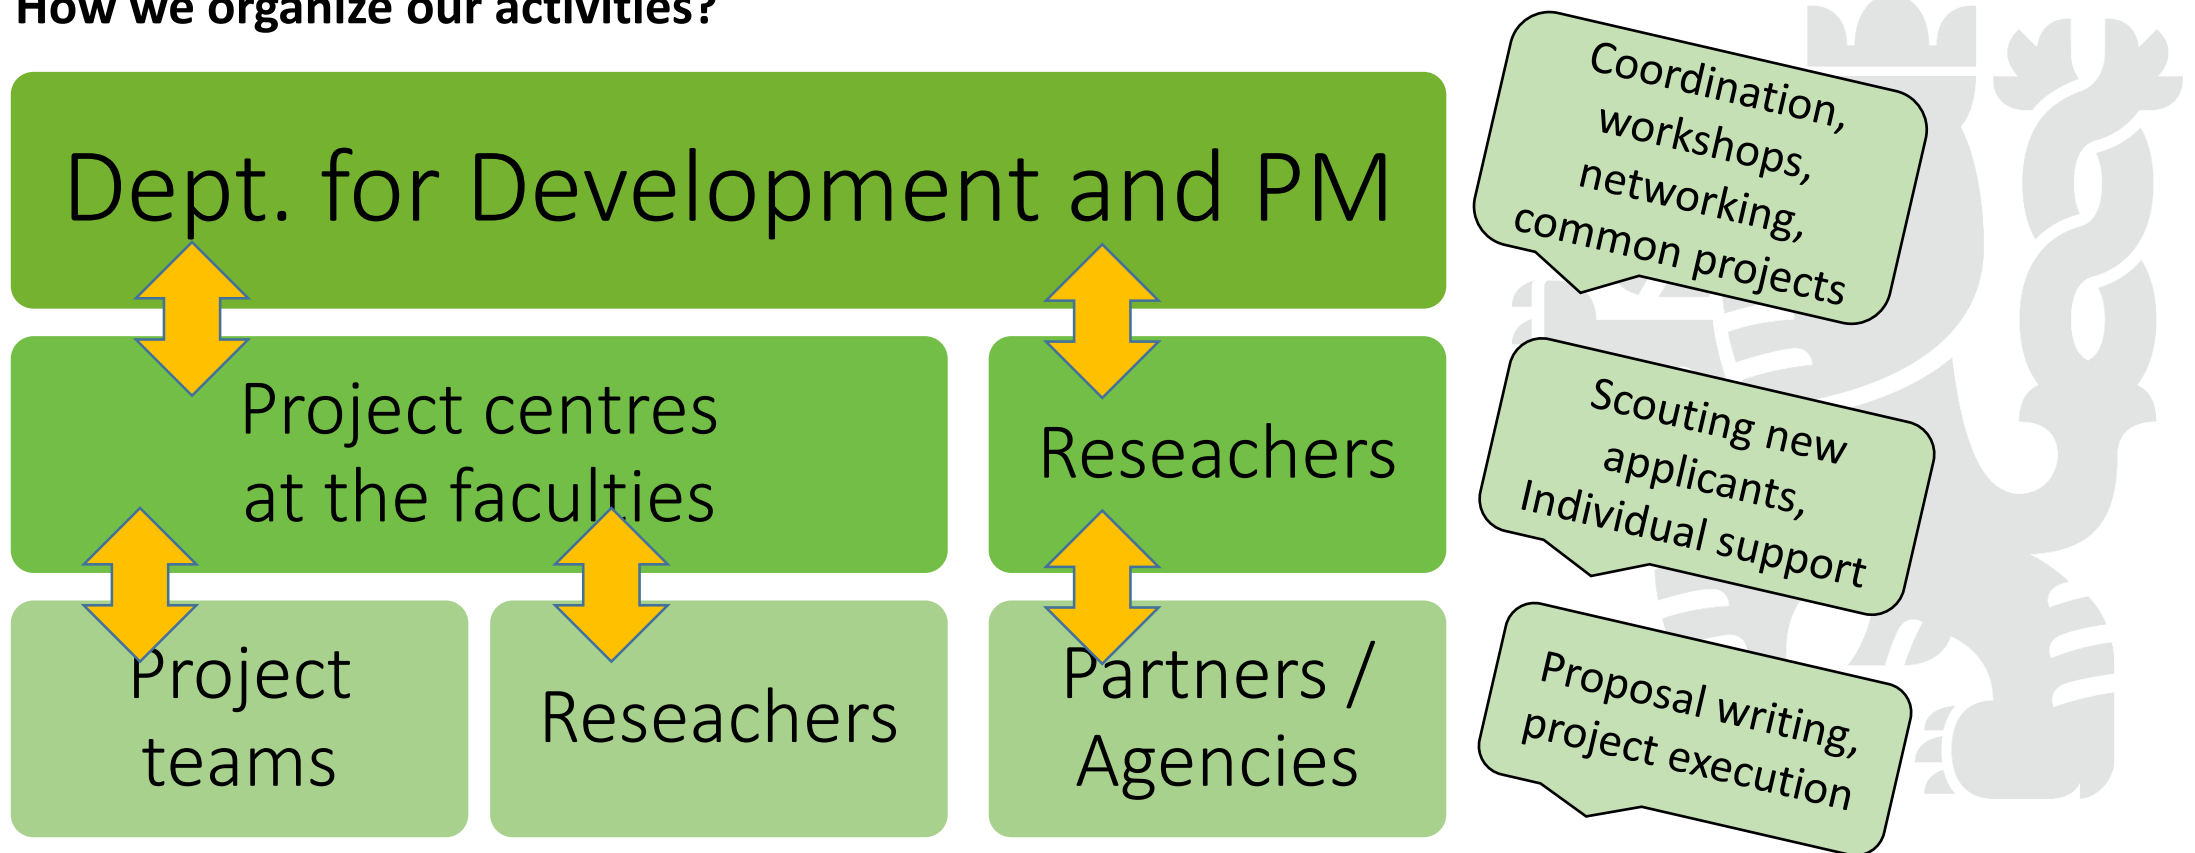 How we organize our activities?
Dept. for Development and PM
Project centres
at the faculties
Reseachers
Project
teams
Reseachers
Partners /
Agencies
Coordination,
workshops,
networking,
common projects
Scouting new
applicants,
Individual support
Proposal writing,
project execution